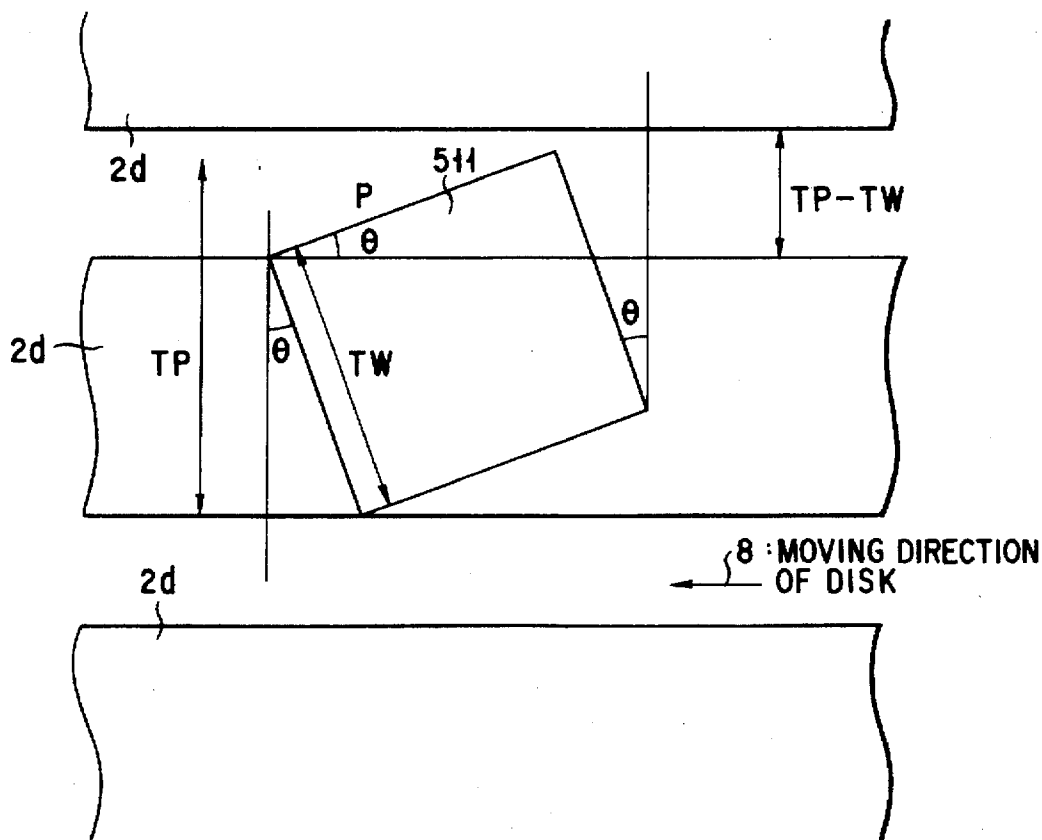 2d
511
P
θ
TP-TW
2d
TP
θ
TW
θ
8 : MOVING DIRECTION
OF DISK
2d